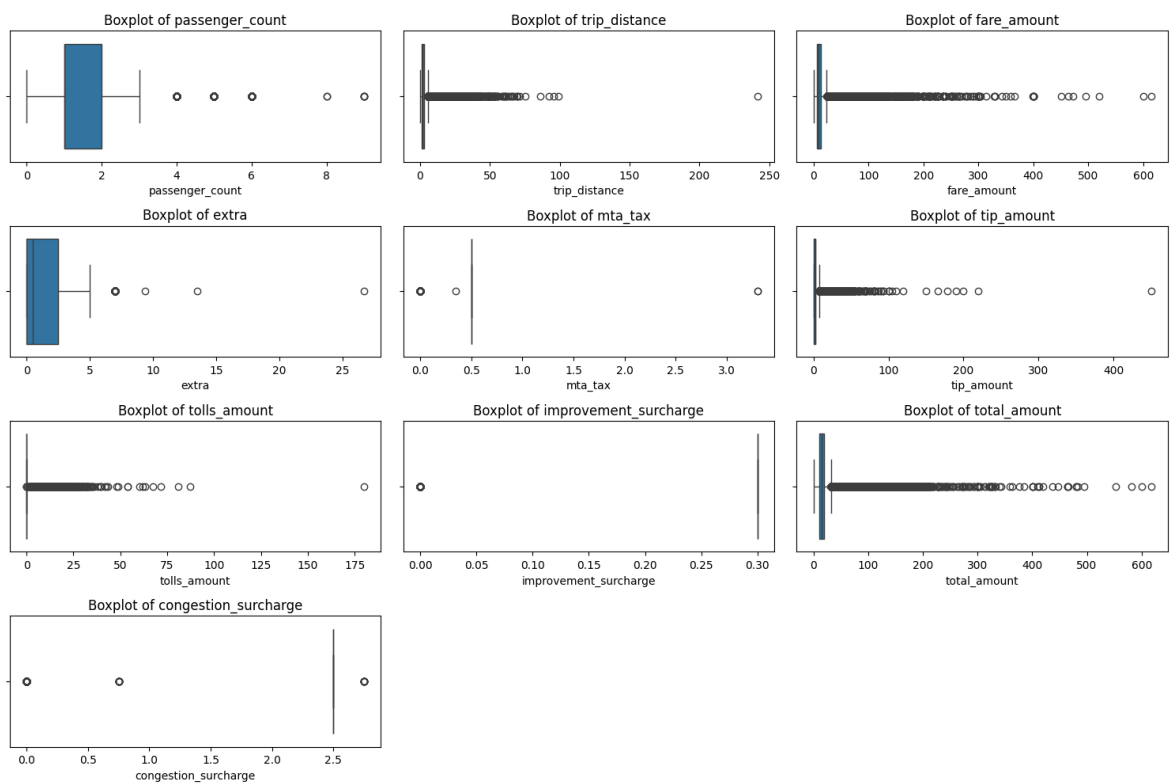 Boxplot of passenger_count
0 2 4 6 8
passenger_count
Boxplot of trip_distance
0 50 100 150 200 250
trip_distance
Boxplot of fare_amount
0 100 200 300 400 500 600
fare_amount
Boxplot of extra
0 5 10 15 20 25
extra
Boxplot of mta_tax
0.0 0.5 1.0 1.5 2.0 2.5 3.0
mta_tax
Boxplot of tip_amount
0 100 200 300 400
tip_amount
Boxplot of tolls_amount
0 25 50 75 100 125 150 175
tolls_amount
Boxplot of improvement_surcharge
0.00 0.05 0.10 0.15 0.20 0.25 0.30
improvement_surcharge
Boxplot of total_amount
0 100 200 300 400 500 600
total_amount
Boxplot of congestion_surcharge
0.0 0.5 1.0 1.5 2.0 2.5
congestion_surcharge